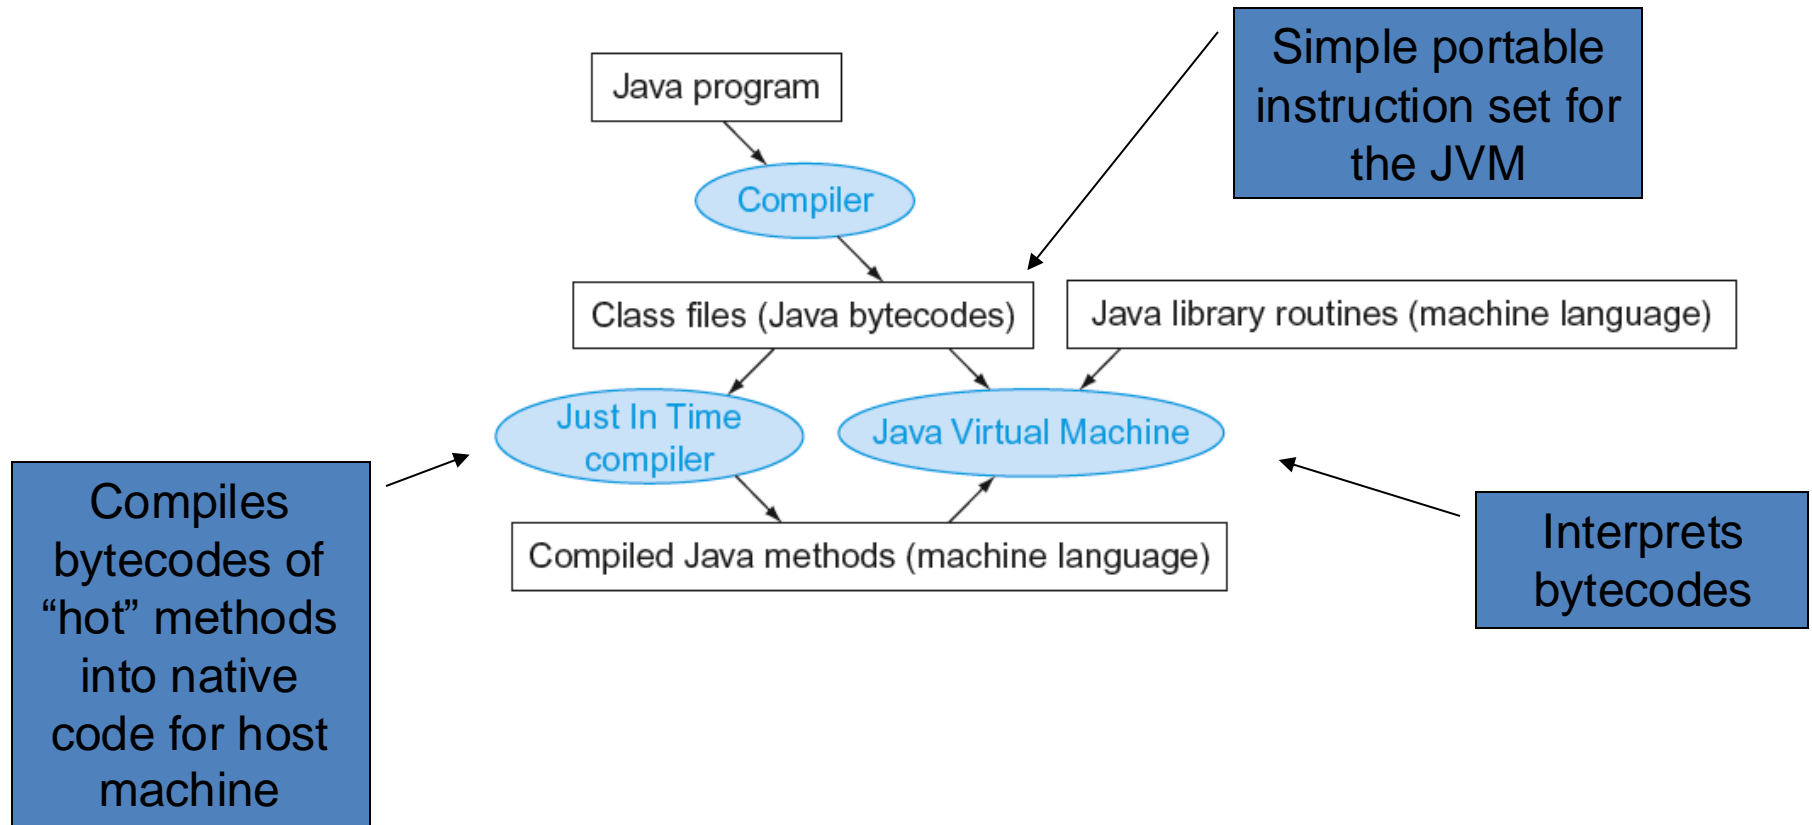 Simple portable
instruction set for
the JVM
Java program
Compiler
Class files (Java bytecodes)
Java library routines (machine language)
Just In Time
compiler
Java Virtual Machine
Compiles
bytecodes of
“hot” methods
into native
code for host
machine
Interprets
bytecodes
Compiled Java methods (machine language)